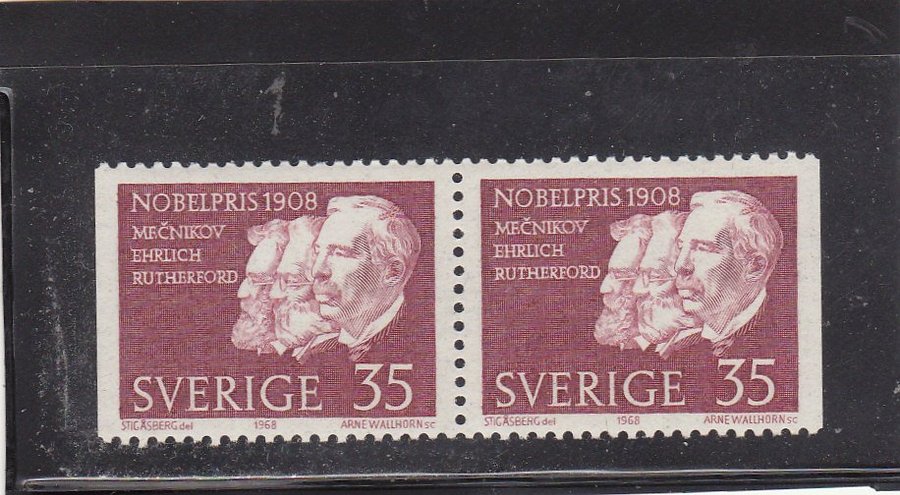 NOBELPRIS 1908
MEČNIKOV
EHRLICH
RUTHERFORD
SVERIGE 35
STIG ÅSBERG del 1968 ARNE WALLHORN sc
NOBELPRIS 1908
MEČNIKOV
EHRLICH
RUTHERFORD
SVERIGE 35
STIG ÅSBERG del 1968 ARNE WALLHORN sc